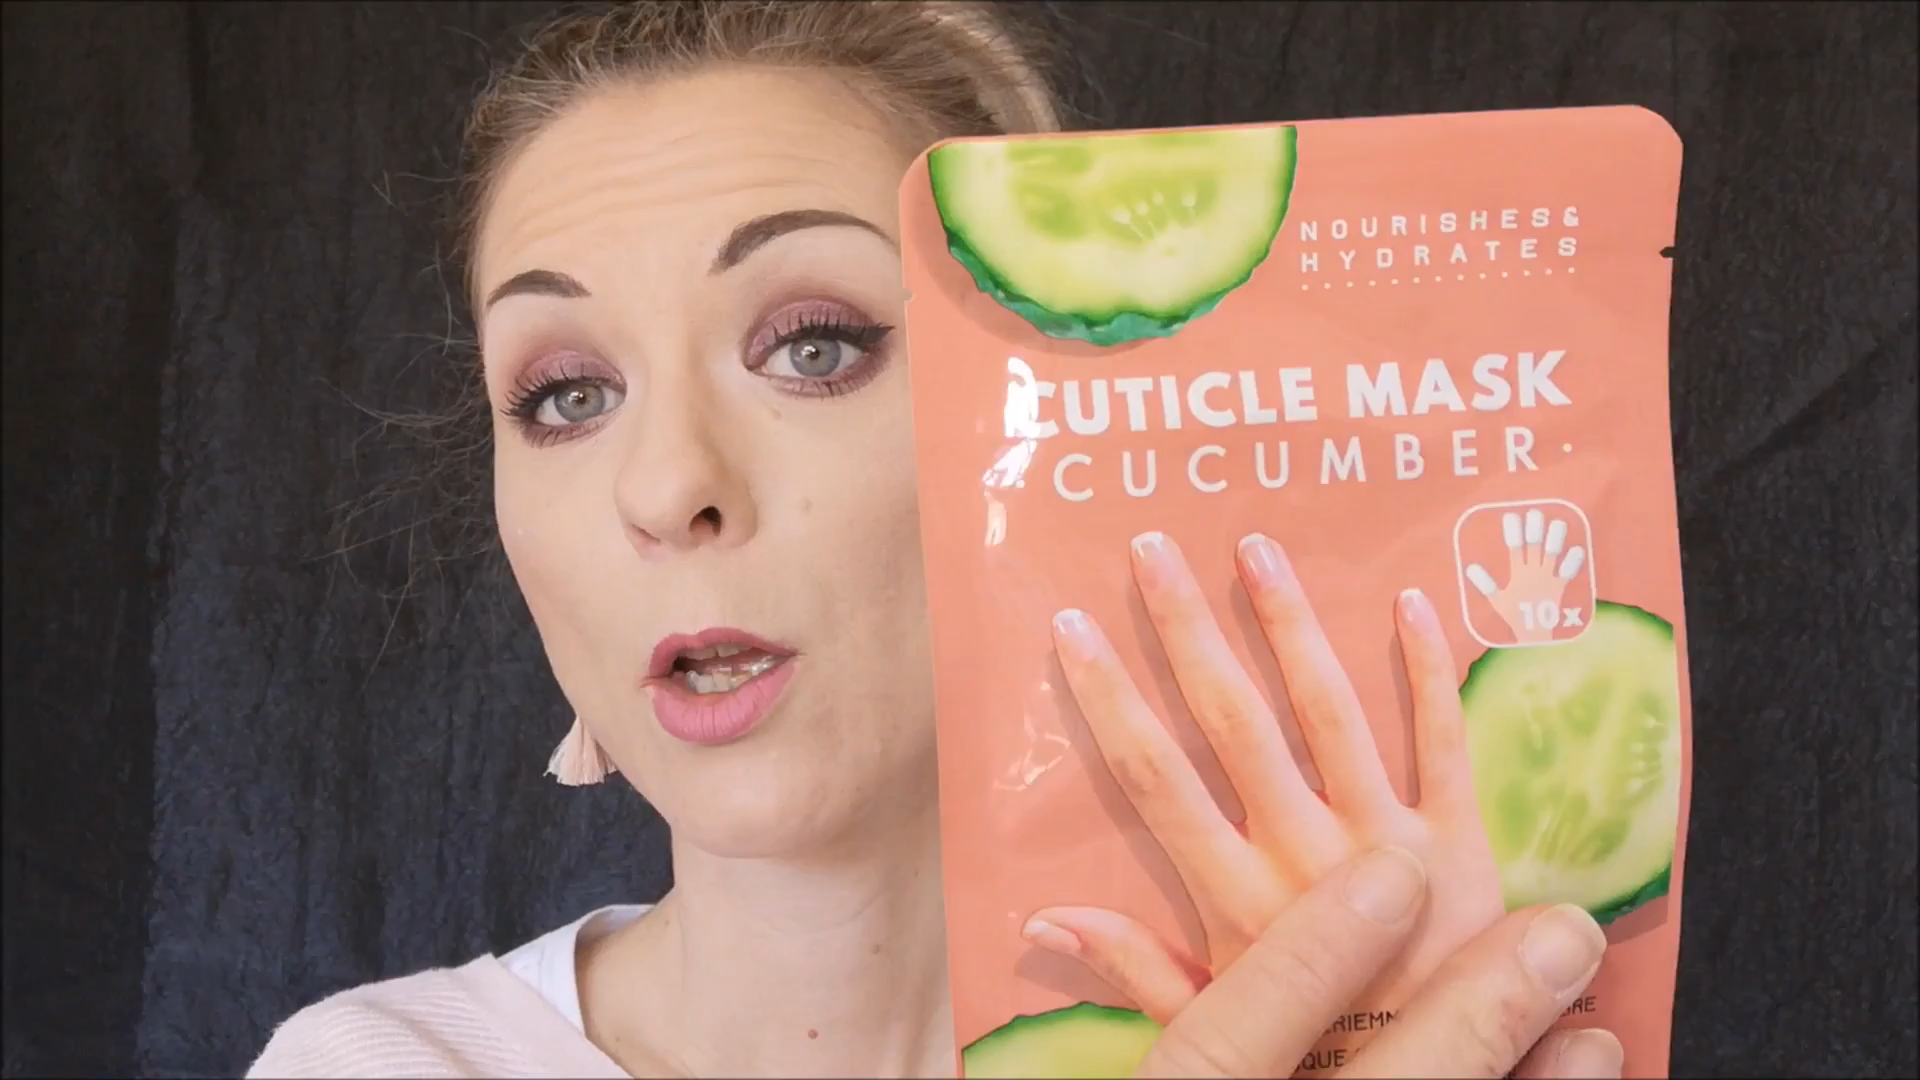 NOURISHES&
HYDRATES
CUTICLE MASK
· CUCUMBER ·
10x